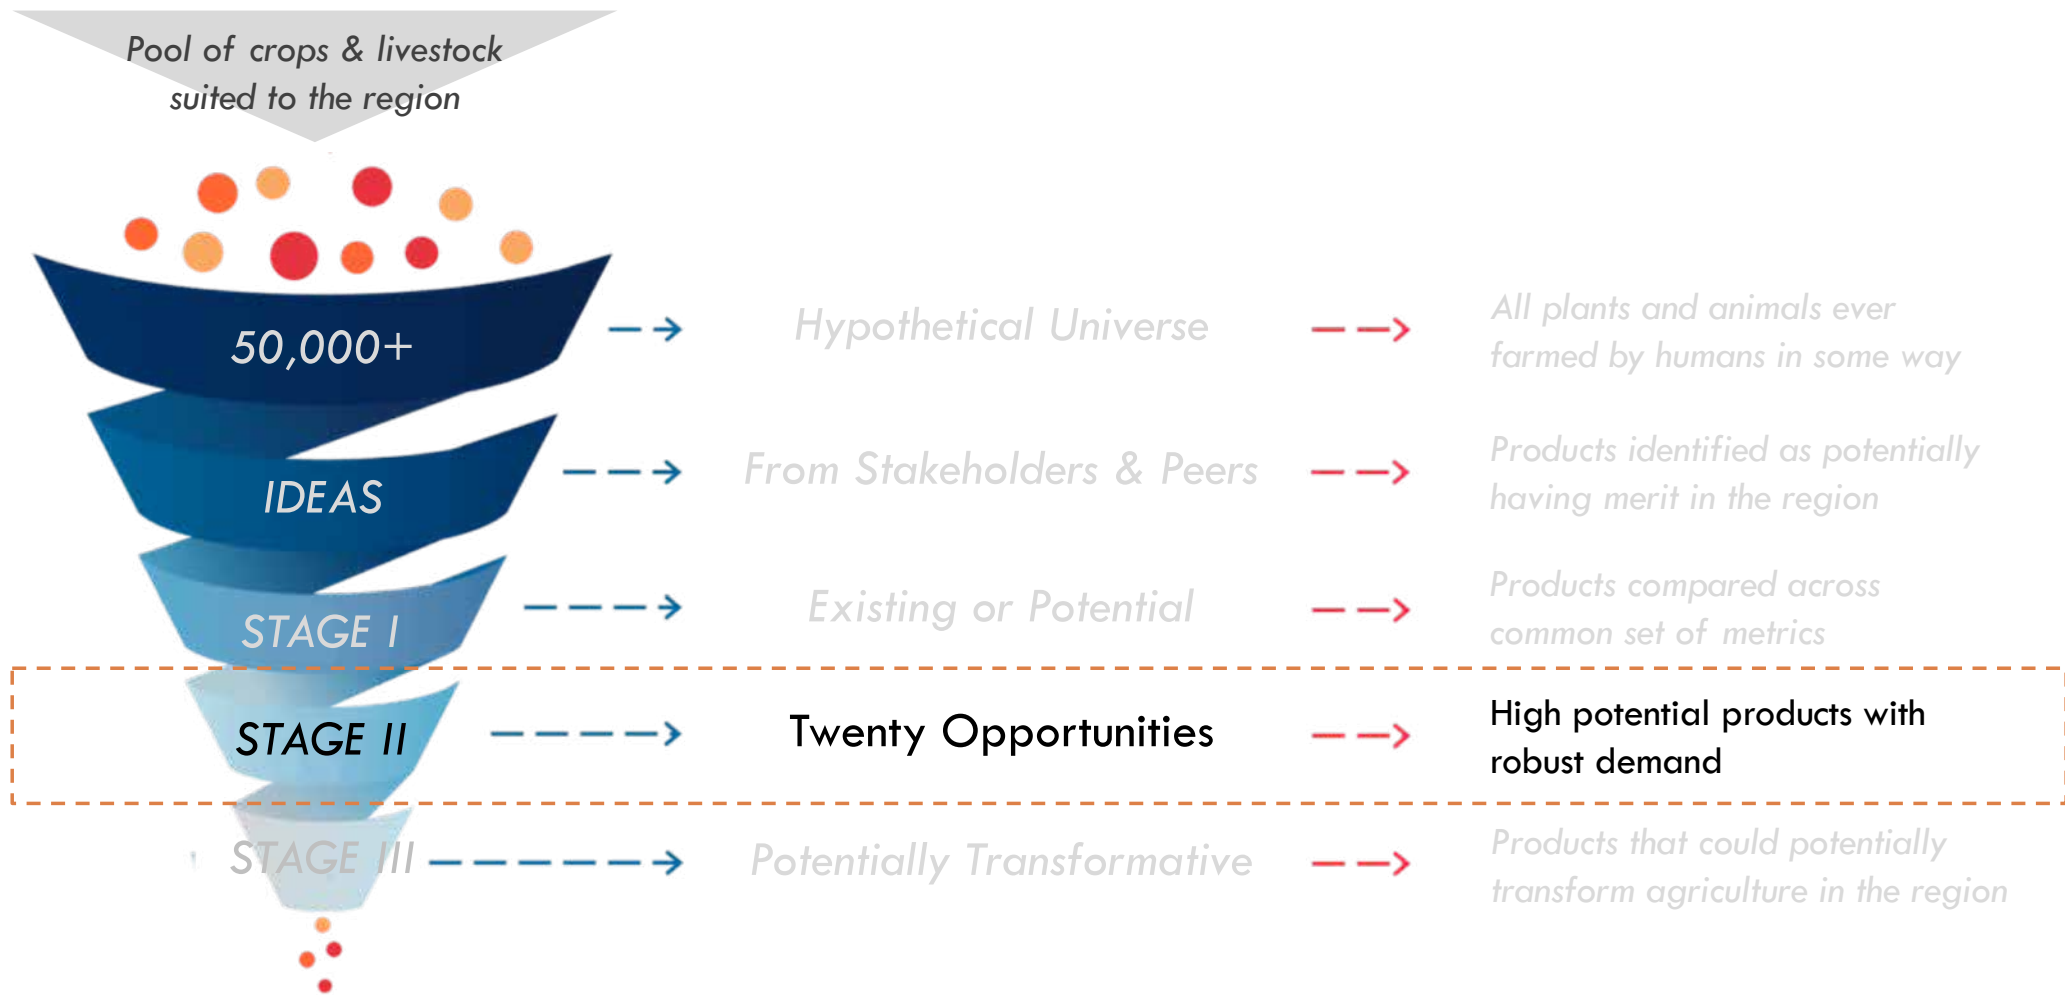 Pool of crops & livestock
suited to the region
50,000+
Hypothetical Universe
All plants and animals ever
farmed by humans in some way
IDEAS
From Stakeholders & Peers
Products identified as potentially
having merit in the region
STAGE I
Existing or Potential
Products compared across
common set of metrics
STAGE II
Twenty Opportunities
High potential products with
robust demand
STAGE III
Potentially Transformative
Products that could potentially
transform agriculture in the region